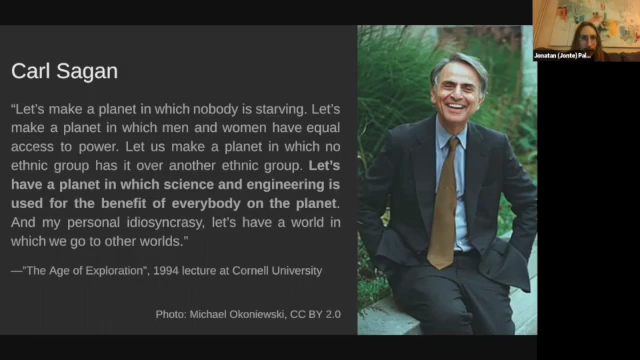 Carl Sagan
“Let's make a planet in which nobody is starving. Let's
make a planet in which men and women have equal
access to power. Let us make a planet in which no
ethnic group has it over another ethnic group. Let's
have a planet in which science and engineering is
used for the benefit of everybody on the planet.
And my personal idiosyncrasy, let's have a world in
which we go to other worlds.”
—"The Age of Exploration", 1994 lecture at Cornell University
Photo: Michael Okoniewski, CC BY 2.0
Jonatan (Jonte) Pal...